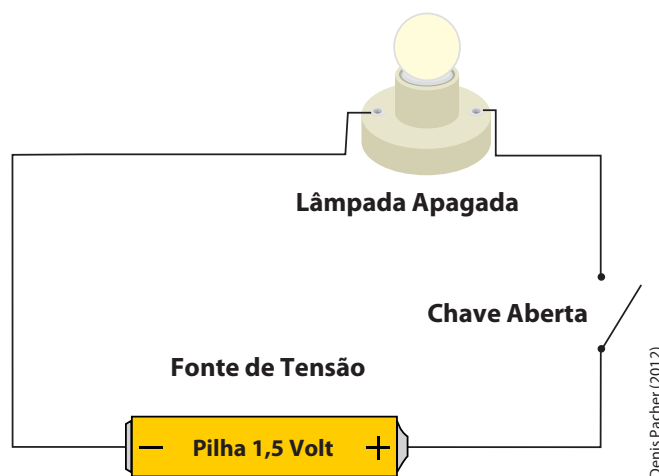 Lâmpada Apagada
Chave Aberta
Fonte de Tensão
− Pilha 1,5 Volt +
Denis Pacher (2012)